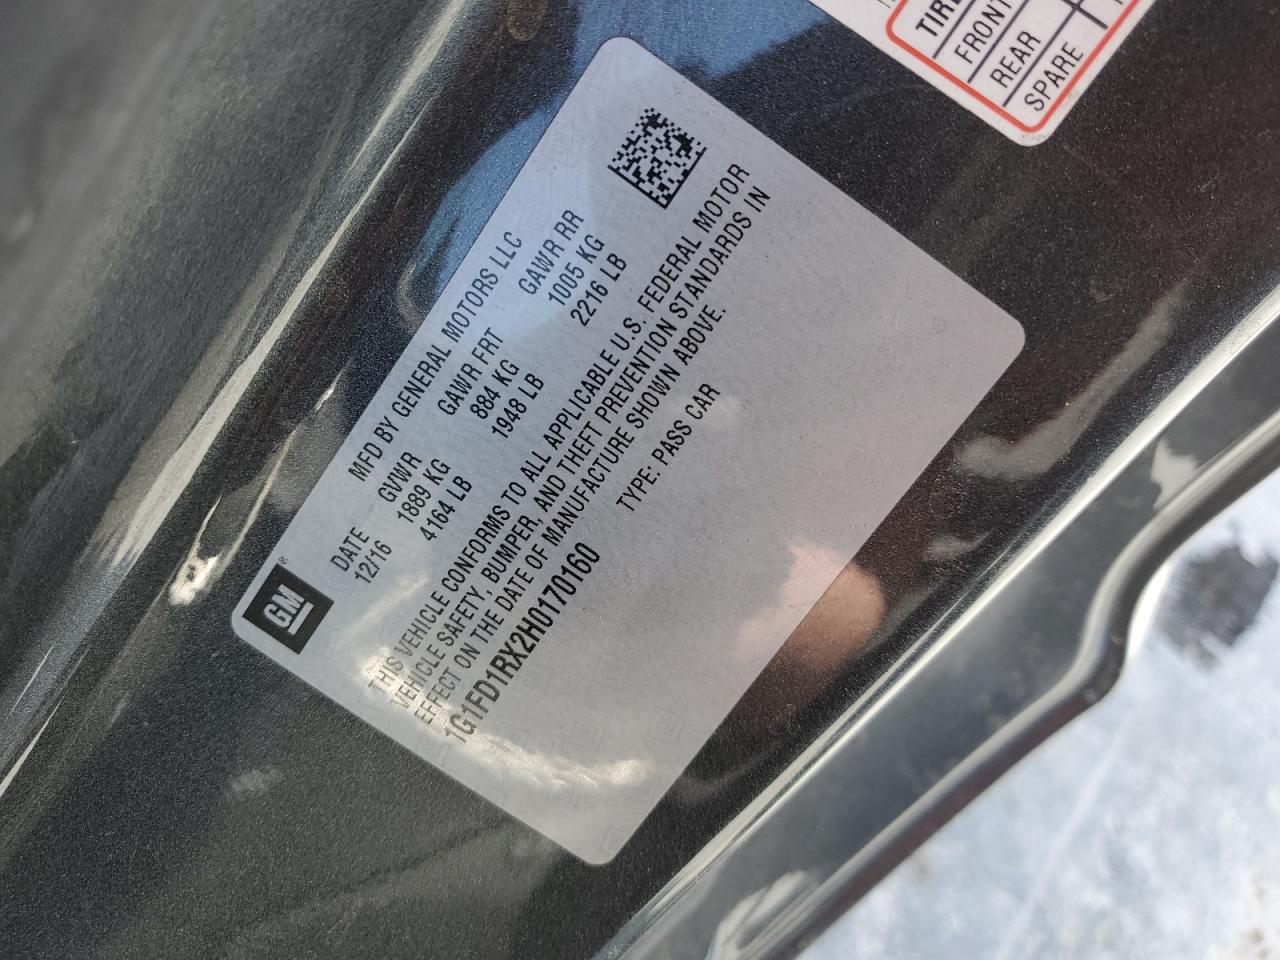 TIRE
FRONT
REAR
SPARE
GM
®
MFD BY GENERAL MOTORS LLC
DATE GVWR GAWR FRT GAWR RR
12/16 1889 KG 884 KG 1005 KG
4164 LB 1948 LB 2216 LB
THIS VEHICLE CONFORMS TO ALL APPLICABLE U.S. FEDERAL MOTOR
VEHICLE SAFETY, BUMPER, AND THEFT PREVENTION STANDARDS IN
EFFECT ON THE DATE OF MANUFACTURE SHOWN ABOVE.
1G1FD1RX2H0170160 TYPE: PASS CAR